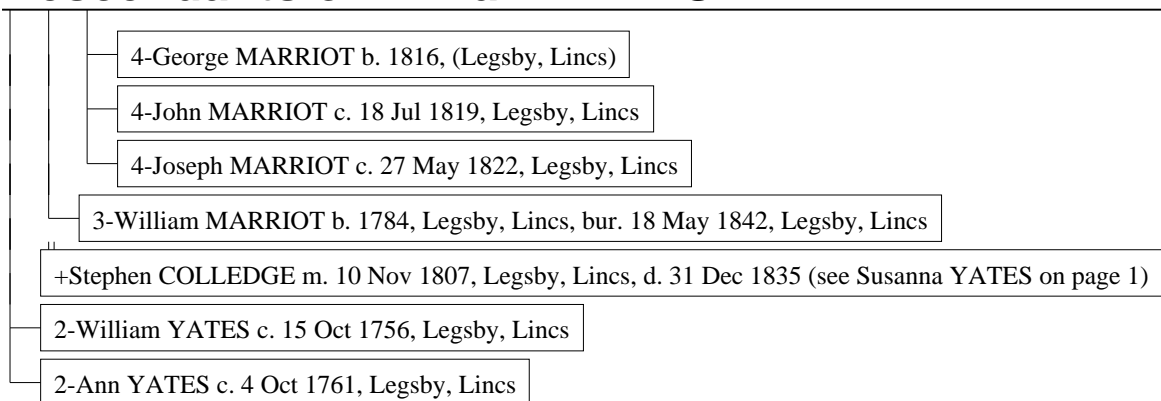 4-George MARRIOT b. 1816, (Legsby, Lincs)
4-John MARRIOT c. 18 Jul 1819, Legsby, Lincs
4-Joseph MARRIOT c. 27 May 1822, Legsby, Lincs
3-William MARRIOT b. 1784, Legsby, Lincs, bur. 18 May 1842, Legsby, Lincs
+Stephen COLLEDGE m. 10 Nov 1807, Legsby, Lincs, d. 31 Dec 1835 (see Susanna YATES on page 1)
2-William YATES c. 15 Oct 1756, Legsby, Lincs
2-Ann YATES c. 4 Oct 1761, Legsby, Lincs